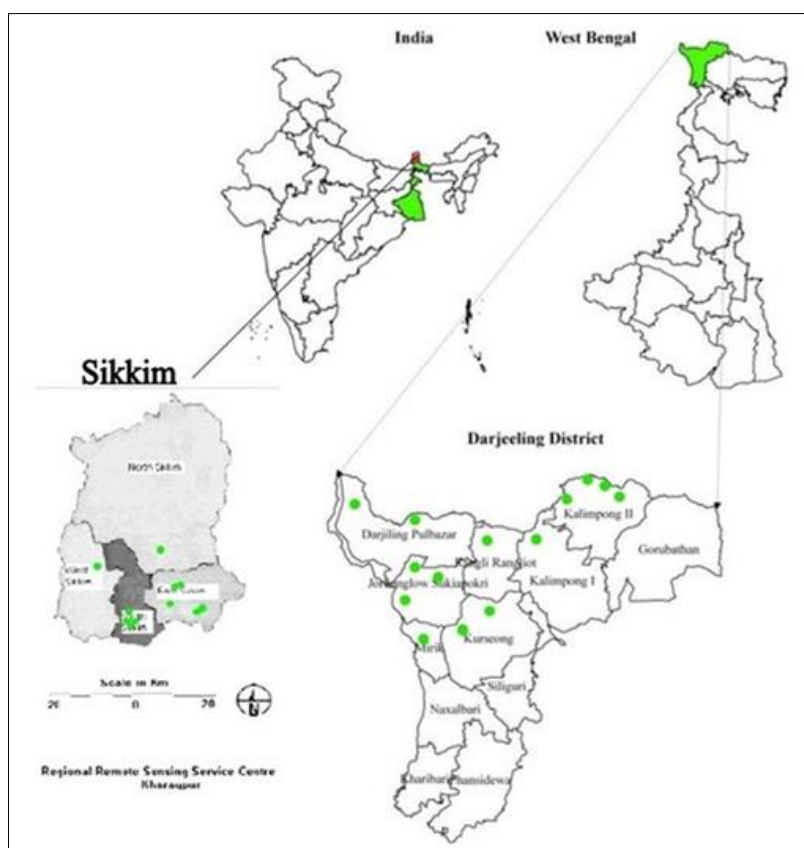 India
West Bengal
Sikkim
North Sikkim
West
Sikkim
East Sikkim
Scale in Km
20 0 20
N
Regional Remote Sensing Service Centre
Kharagpur
Darjeeling District
Darjiling Pulbazar
Kalimpong II
Gorubathan
Rangliot
Kalimpong I
Sukiapokri
Mirik
Kurseong
Siliguri
Naxalbari
Kharibari
Phansidewa